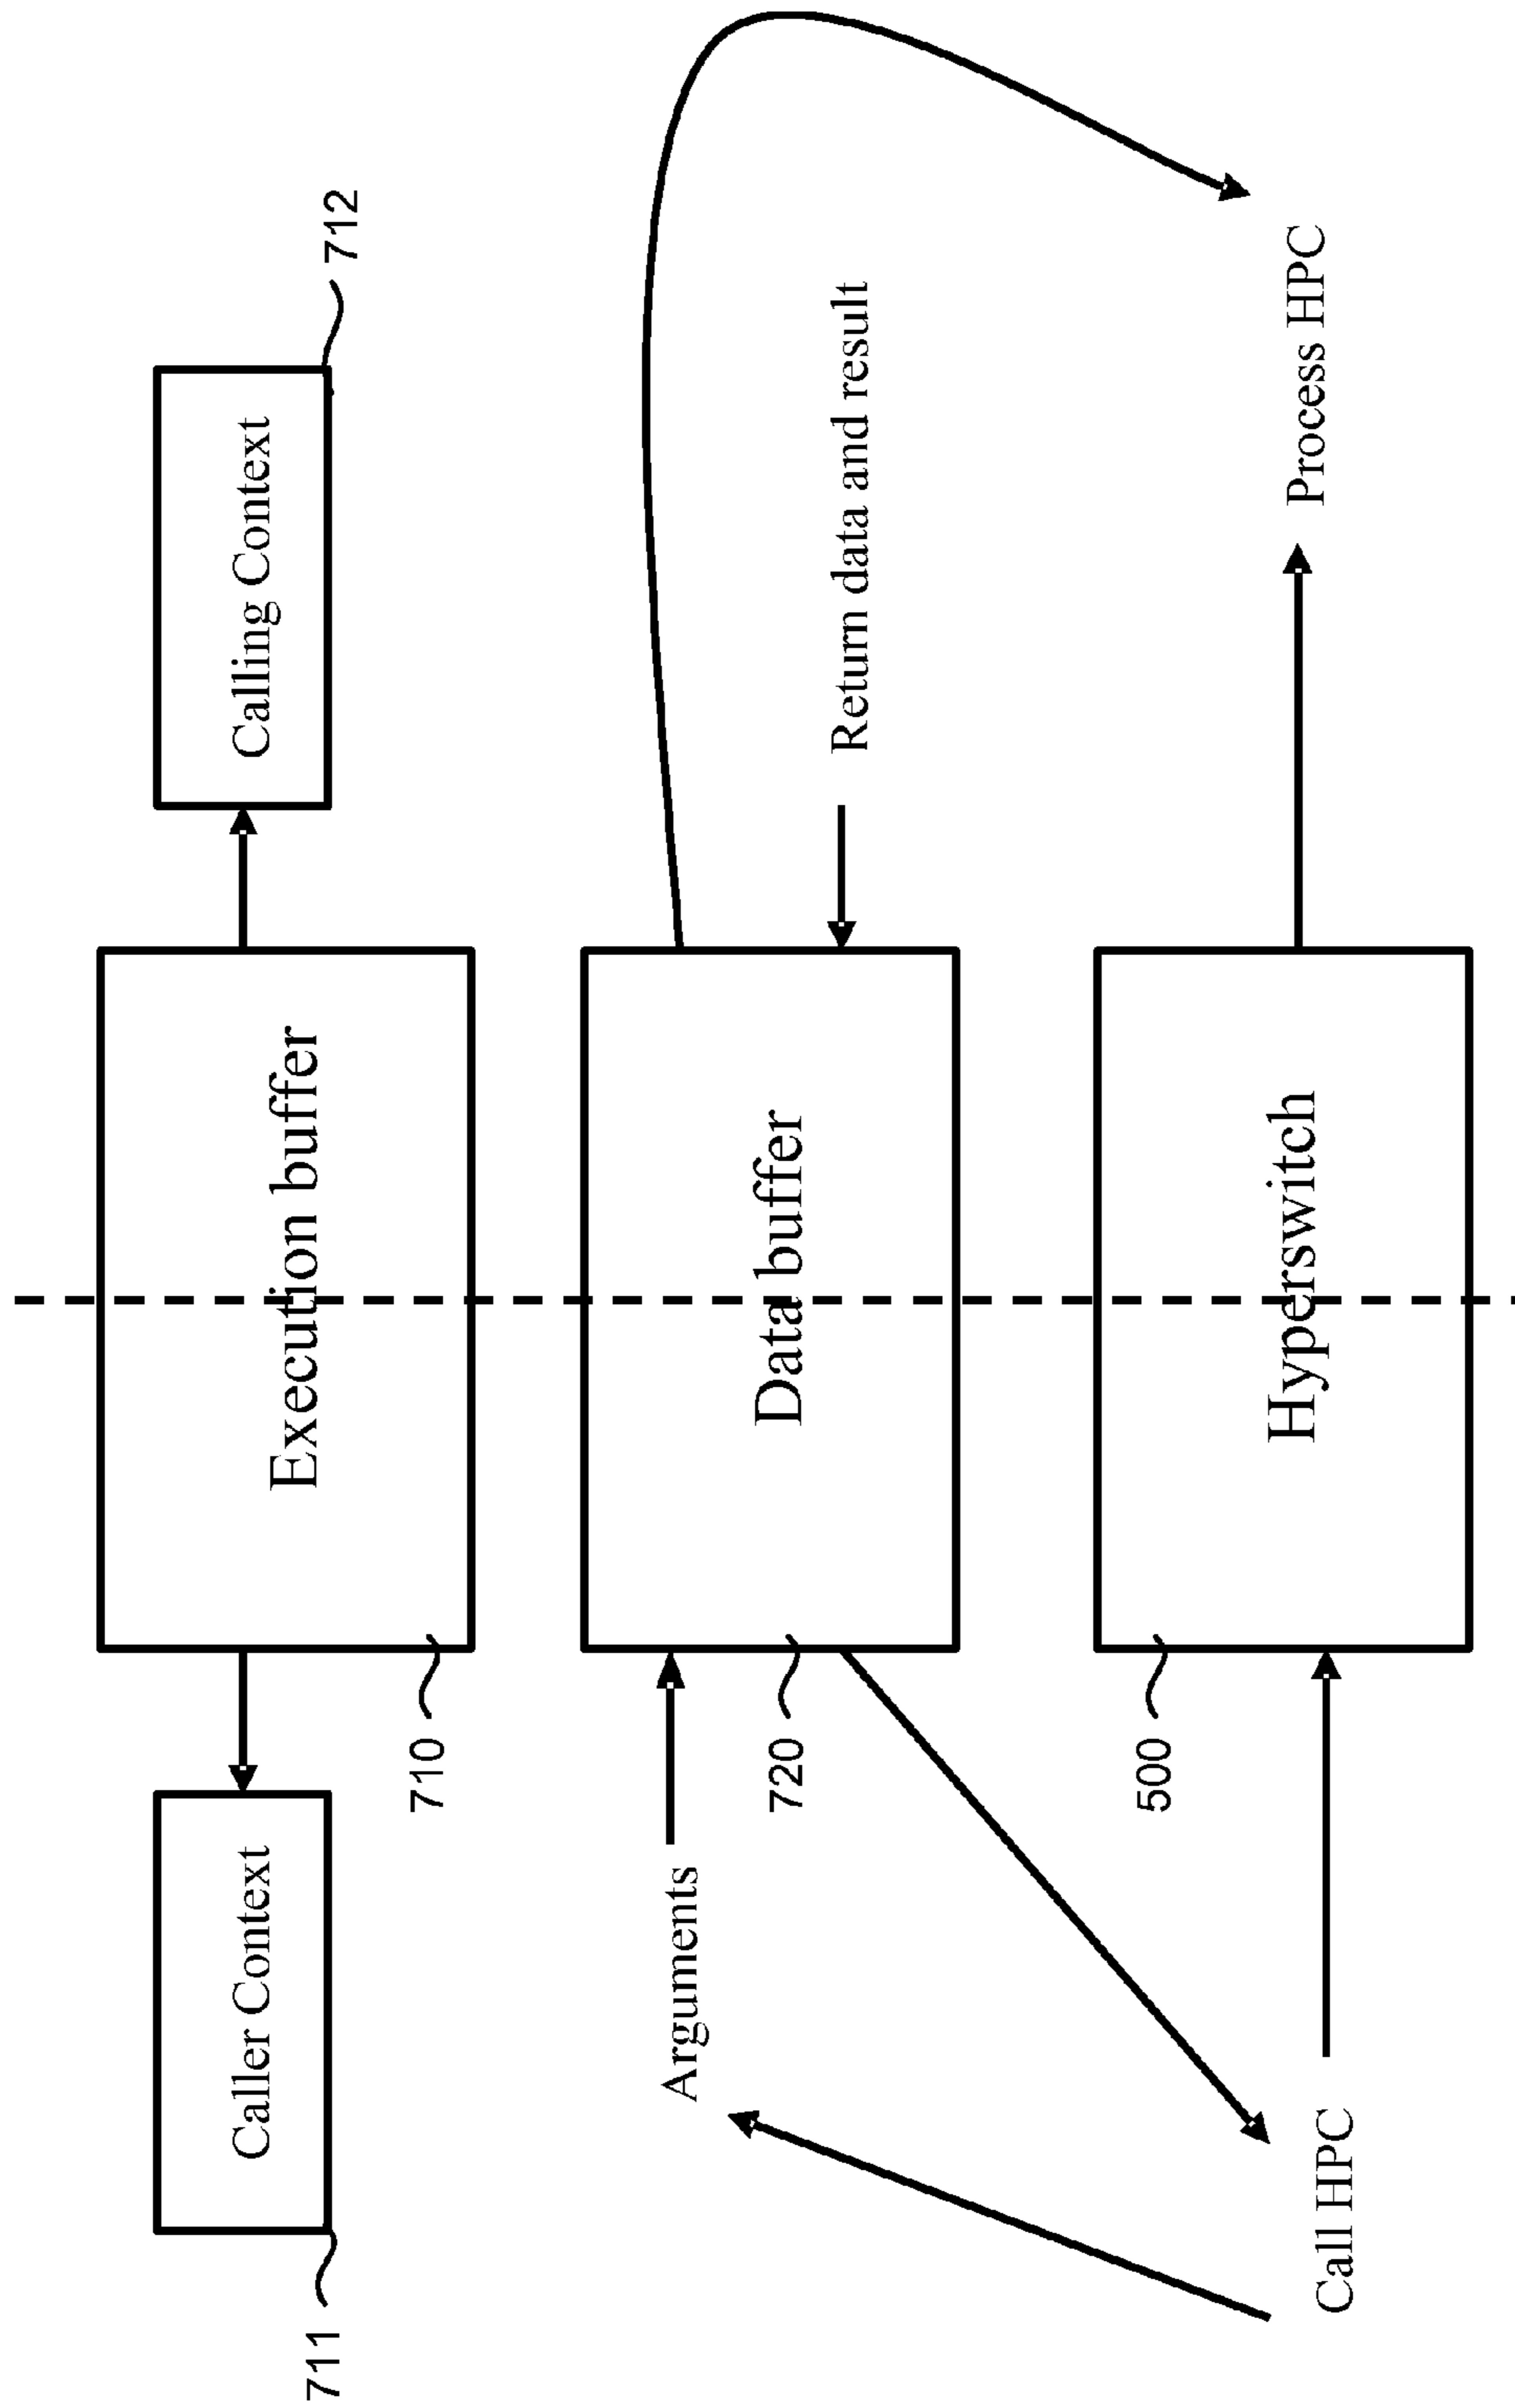 711
Caller Context
Calling Context
712
710
Execution buffer
Arguments
720
Data buffer
Return data and result
500
Hyperswitch
Call HPC
Process HPC